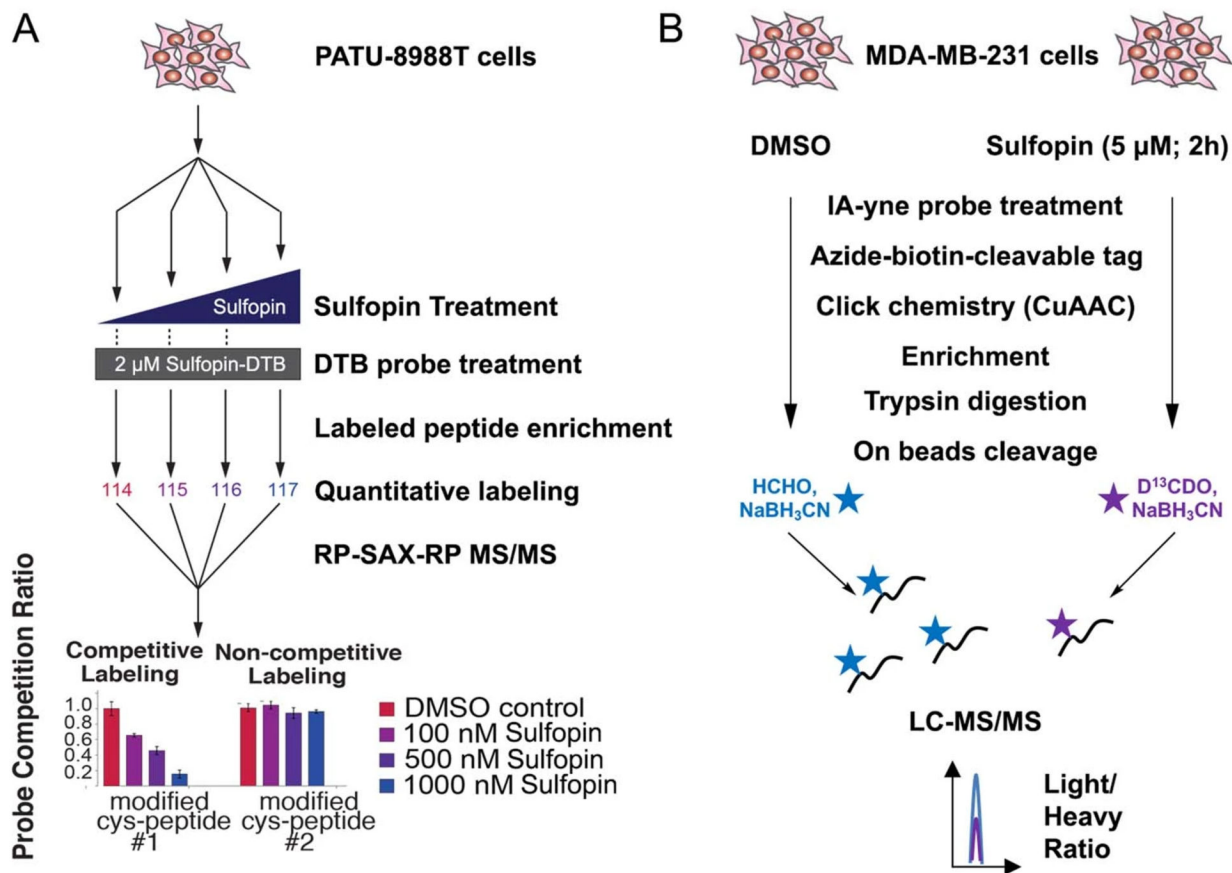 A
PATU-8988T cells
Sulfopin
Sulfopin Treatment
2 µM Sulfopin-DTB
DTB probe treatment
Labeled peptide enrichment
114 115 116 117
Quantitative labeling
RP-SAX-RP MS/MS
Probe Competition Ratio
Competitive
Labeling
Non-competitive
Labeling
1.0
0.8
0.6
0.4
0.2
modified
cys-peptide
#1
modified
cys-peptide
#2
DMSO control
100 nM Sulfopin
500 nM Sulfopin
1000 nM Sulfopin
B
MDA-MB-231 cells
DMSO
Sulfopin (5 µM; 2h)
IA-yne probe treatment
Azide-biotin-cleavable tag
Click chemistry (CuAAC)
Enrichment
Trypsin digestion
On beads cleavage
HCHO,
NaBH₃CN
D¹³CDO,
NaBH₃CN
LC-MS/MS
Light/
Heavy
Ratio